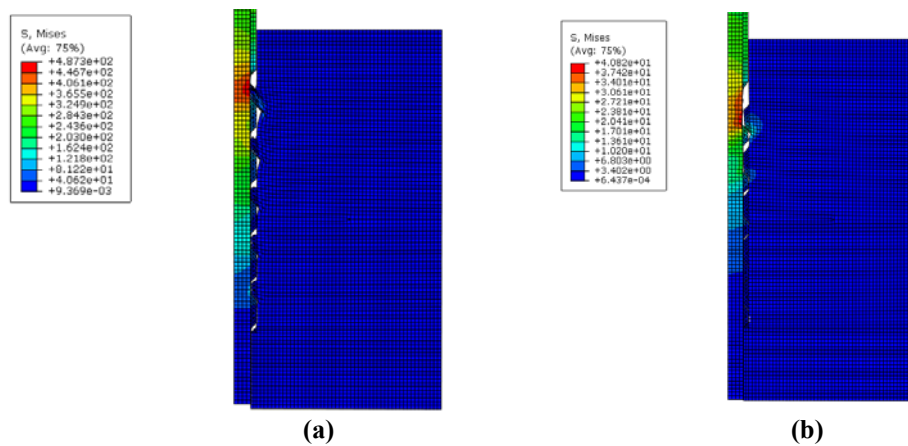 S, Mises
(Avg: 75%)
+4.873e+02
+4.467e+02
+4.061e+02
+3.655e+02
+3.249e+02
+2.843e+02
+2.436e+02
+2.030e+02
+1.624e+02
+1.218e+02
+8.122e+01
+4.062e+01
+9.369e-03
S, Mises
(Avg: 75%)
+4.082e+01
+3.742e+01
+3.401e+01
+3.061e+01
+2.721e+01
+2.381e+01
+2.041e+01
+1.701e+01
+1.361e+01
+1.020e+01
+6.803e+00
+3.402e+00
+6.437e-04
(a)
(b)